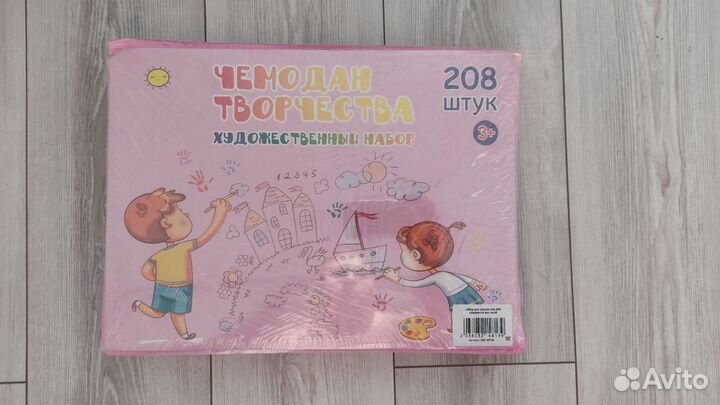 ЧЕМОДАН
ТВОРЧЕСТВА
ХУДОЖЕСТВЕННЫЙ НАБОР
208
ШТУК
3+
12345
Avito